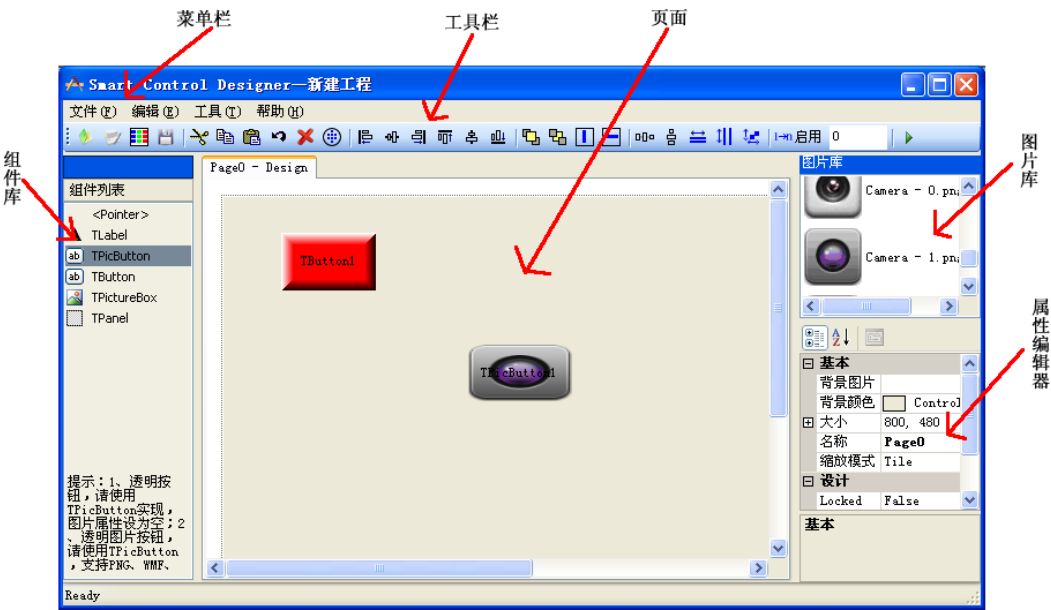 菜单栏
工具栏
页面
Smart Control Designer—新建工程
文件(F) 编辑(E) 工具(T) 帮助(H)
启用 0
组件库
组件列表
<Pointer>
TLabel
TPicButton
TButton
TPictureBox
TPanel
提示：1、透明按
钮，请使用
TPicButton实现，
图片属性设为空；2
、透明图片按钮，
请使用TPicButton
，支持PNG、WMF、
Page0 - Design
TButton1
TPicButton1
图片库
Camera - 0.png
Camera - 1.png
图片库
属性编辑器
基本
背景图片
背景颜色 Control
大小 800, 480
名称 Page0
缩放模式 Tile
设计
Locked False
基本
Ready